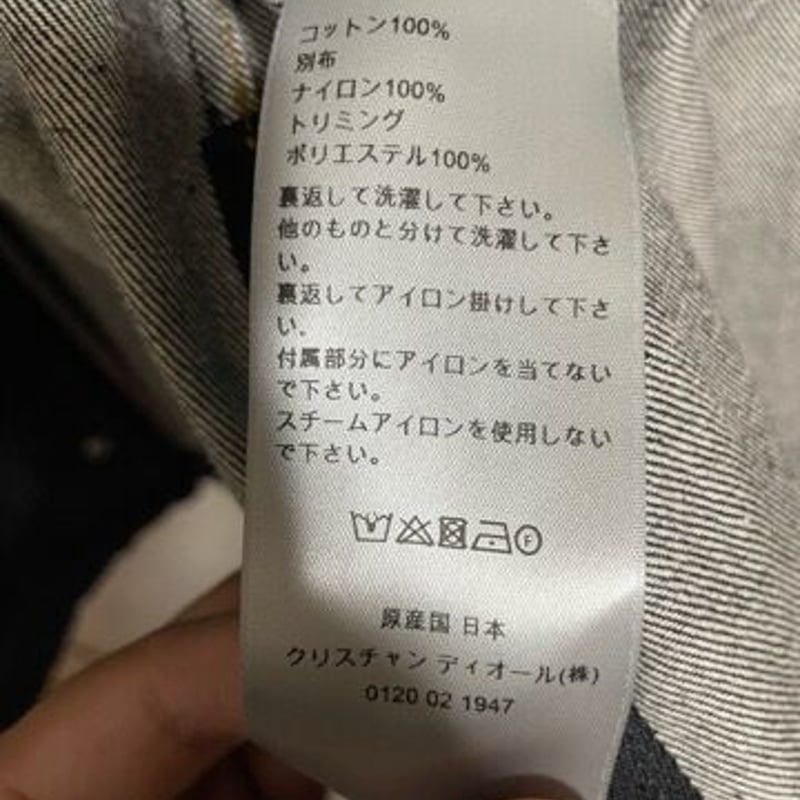 コットン100%
別布
ナイロン100%
トリミング
ポリエステル100%
裏返して洗濯して下さい。
他のものと分けて洗濯して下さ
い。
裏返してアイロン掛けして下さ
い。
付属部分にアイロンを当てない
で下さい。
スチームアイロンを使用しない
で下さい。
F
原産国 日本
クリスチャン ディオール(株)
0120 02 1947